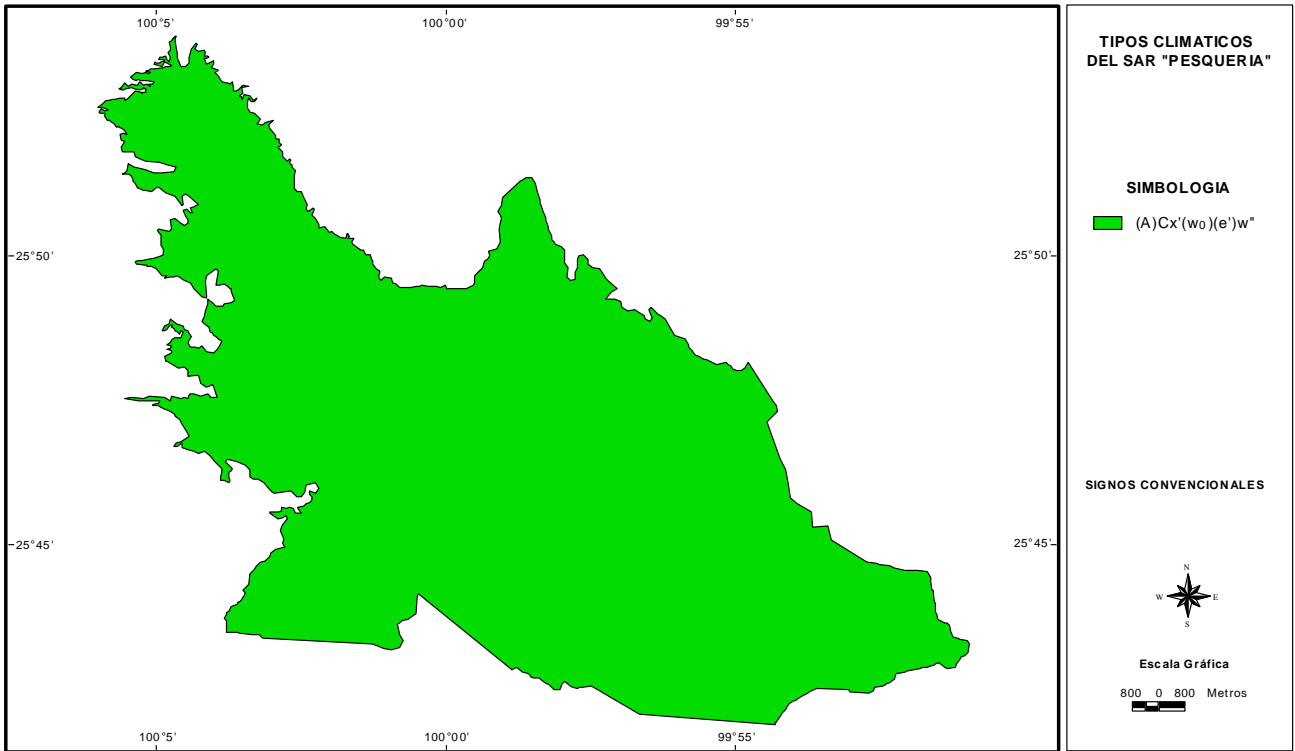 100°5' 100°00' 99°55'
25°50' 25°50'
25°45' 25°45'
100°5' 100°00' 99°55'
TIPOS CLIMATICOS
DEL SAR "PESQUERIA"
SIMBOLOGIA
(A)Cx'(w₀)(e')w"
SIGNOS CONVENCIONALES
N
W E
S
Escala Gráfica
800 0 800 Metros